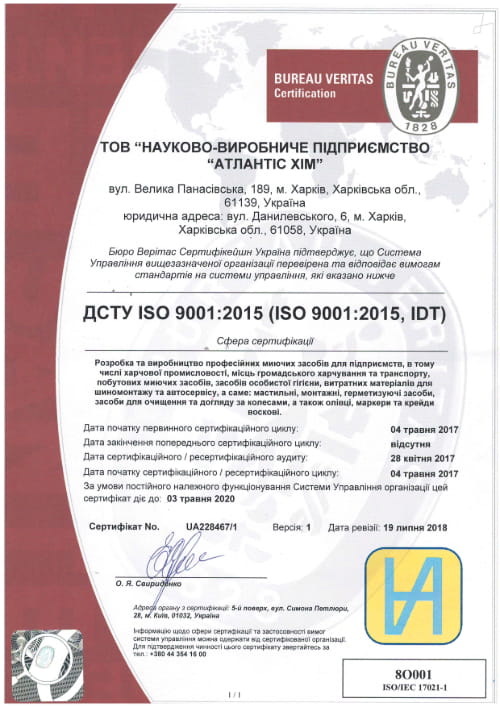 BUREAU VERITAS
Certification
BUREAU VERITAS
1828
ТОВ “НАУКОВО-ВИРОБНИЧЕ ПІДПРИЄМСТВО
“АТЛАНТІС ХІМ”
вул. Велика Панасівська, 189, м. Харків, Харківська обл.,
61139, Україна
юридична адреса: вул. Данилевського, 6, м. Харків,
Харківська обл., 61058, Україна
Бюро Верітас Сертифікейшн Україна підтверджує, що Система
Управління вищезазначеної організації перевірена та відповідає вимогам
стандартів на системи управління, які вказано нижче
ДСТУ ISO 9001:2015 (ISO 9001:2015, IDT)
Сфера сертифікації
Розробка та виробництво професійних миючих засобів для підприємств, в тому
числі харчової промисловості, місць громадського харчування та транспорту,
побутових миючих засобів, засобів особистої гігієни, витратних матеріалів для
шиномонтажу та автосервісу, а саме: мастильні, монтажні, герметизуючі засоби,
засоби для очищення та догляду за колесами, а також олівці, маркери та крейди
воскові.
Дата початку первинного сертифікаційного циклу: 04 травня 2017
Дата закінчення попереднього сертифікаційного циклу: відсутня
Дата сертифікаційного / ресертифікаційного аудиту: 28 квітня 2017
Дата початку сертифікаційного / ресертифікаційного циклу: 04 травня 2017
За умови постійного належного функціонування Системи Управління організації цей
сертифікат діє до: 03 травня 2020
Сертифікат No. UA228467/1 Версія: 1 Дата ревізії: 19 липня 2018
О. Я. Свириденко
Адреса органу з сертифікації: 5-й поверх, вул. Симона Петлюри,
28, м. Київ, 01032, Україна
Інформацію щодо сфери сертифікації та застосовності вимог
системи управління можна одержати від сертифікованої організації.
Для підтвердження чинності цього сертифікату звертайтесь за
тел.: +380 44 354 16 00
8О001
ISO/IEC 17021-1
1 / 1